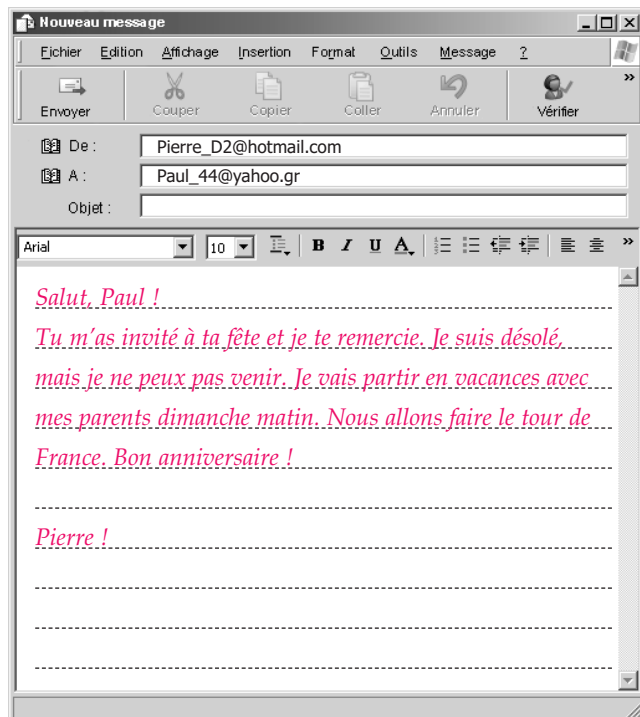 Nouveau message
Fichier Edition Affichage Insertion Format Outils Message ?
Envoyer Couper Copier Coller Annuler Vérifier »
De : Pierre_D2@hotmail.com
A : Paul_44@yahoo.gr
Objet :
Arial 10 B I U A »
Salut, Paul !
Tu m'as invité à ta fête et je te remercie. Je suis désolé,
mais je ne peux pas venir. Je vais partir en vacances avec
mes parents dimanche matin. Nous allons faire le tour de
France. Bon anniversaire !
Pierre !